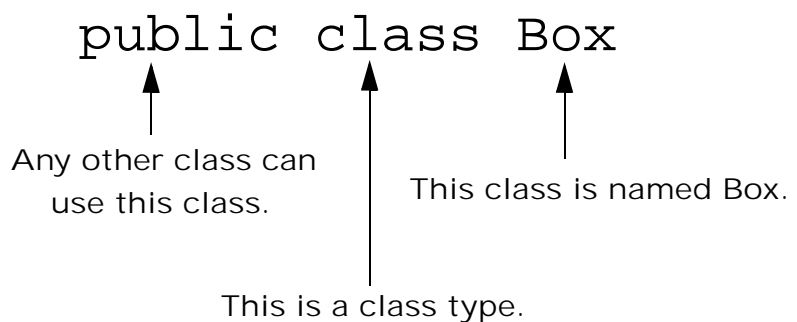 public class Box
Any other class can
use this class.
This class is named Box.
This is a class type.